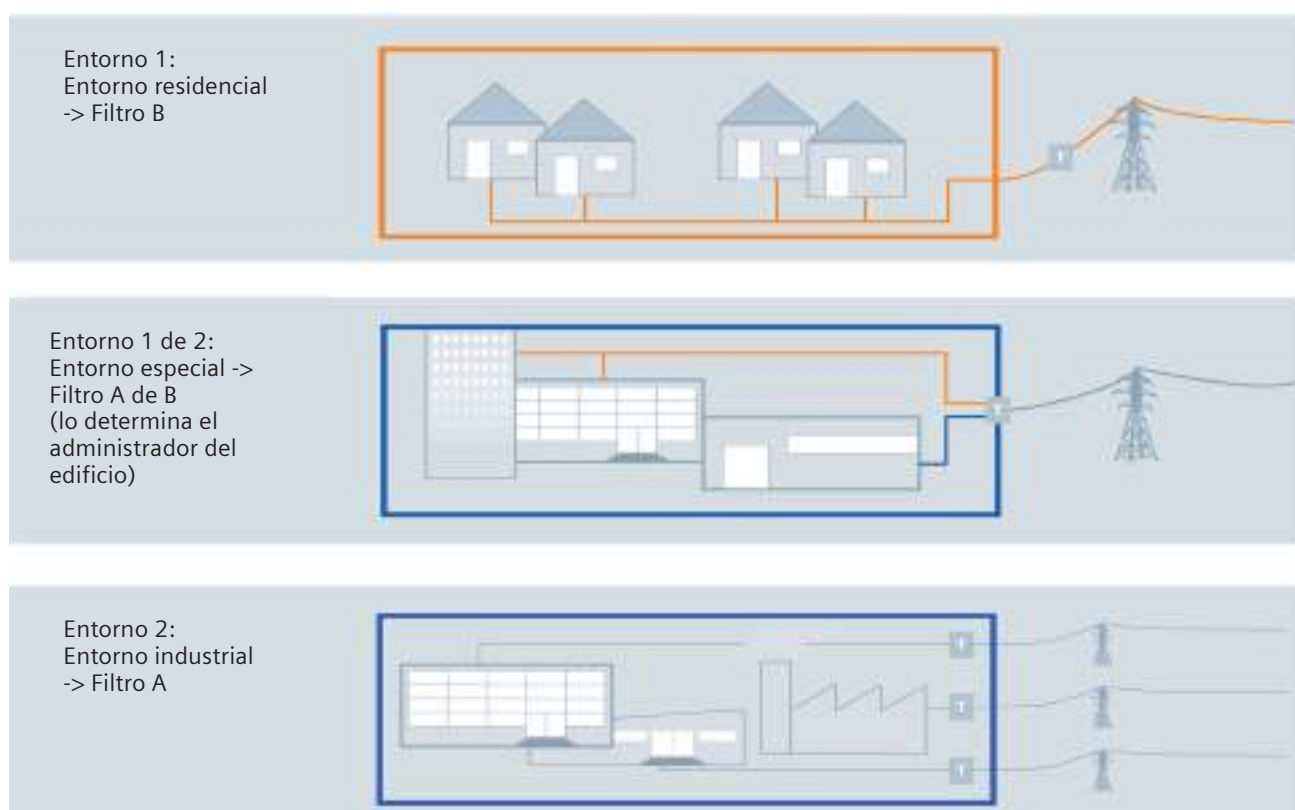 Entorno 1:
Entorno residencial
-> Filtro B
Entorno 1 de 2:
Entorno especial ->
Filtro A de B
(lo determina el
administrador del
edificio)
Entorno 2:
Entorno industrial
-> Filtro A